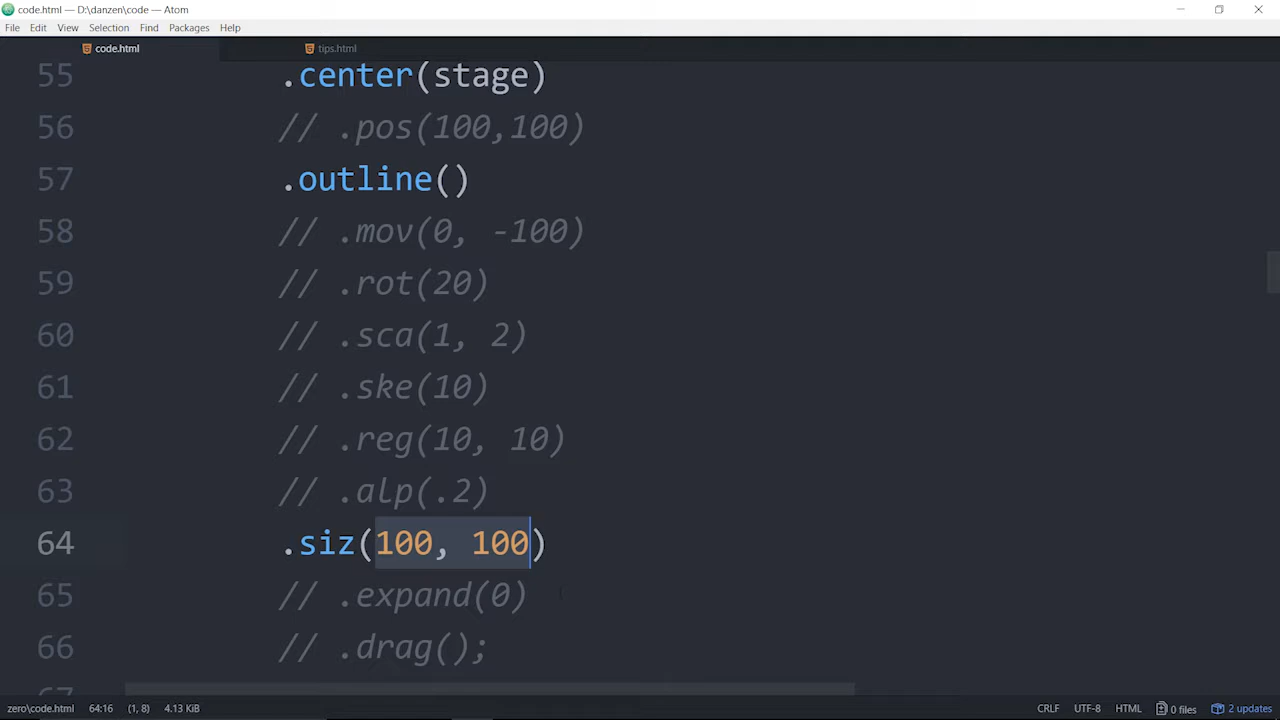 code.html — D:\danzen\code — Atom
File Edit View Selection Find Packages Help
code.html tips.html
55 .center(stage)
56 // .pos(100,100)
57 .outline()
58 // .mov(0, -100)
59 // .rot(20)
60 // .sca(1, 2)
61 // .ske(10)
62 // .reg(10, 10)
63 // .alp(.2)
64 .siz(100, 100)
65 // .expand(0)
66 // .drag();
67
zero\code.html 64:16 (1, 8) 4.13 KiB CRLF UTF-8 HTML 0 files 2 updates